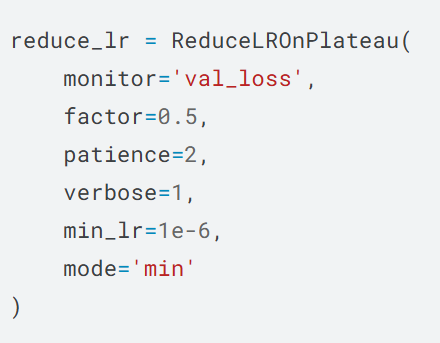 reduce_lr = ReduceLROnPlateau(
    monitor='val_loss',
    factor=0.5,
    patience=2,
    verbose=1,
    min_lr=1e-6,
    mode='min'
)